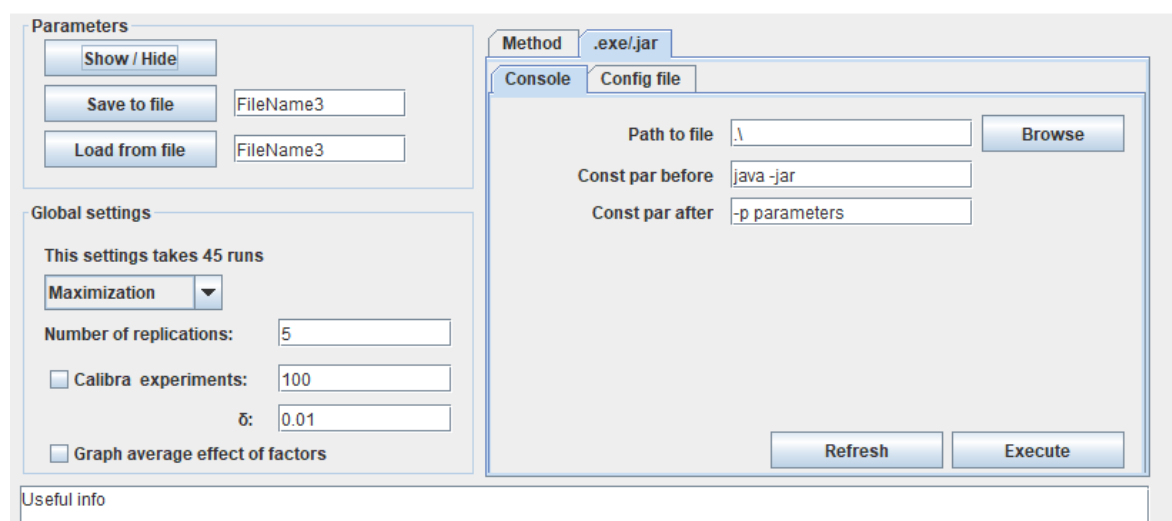 Parameters
Show / Hide
Save to file FileName3
Load from file FileName3
Global settings
This settings takes 45 runs
Maximization
Number of replications: 5
Calibra experiments: 100
δ: 0.01
Graph average effect of factors
Method .exe/.jar
Console Config file
Path to file .\ Browse
Const par before java -jar
Const par after -p parameters
Refresh Execute
Useful info